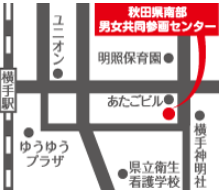 秋田県南部
男女共同参画センター
ユニオン
明照保育園
横手駅
あたごビル
ゆうゆう
プラザ
横手神明社
県立衛生
看護学校